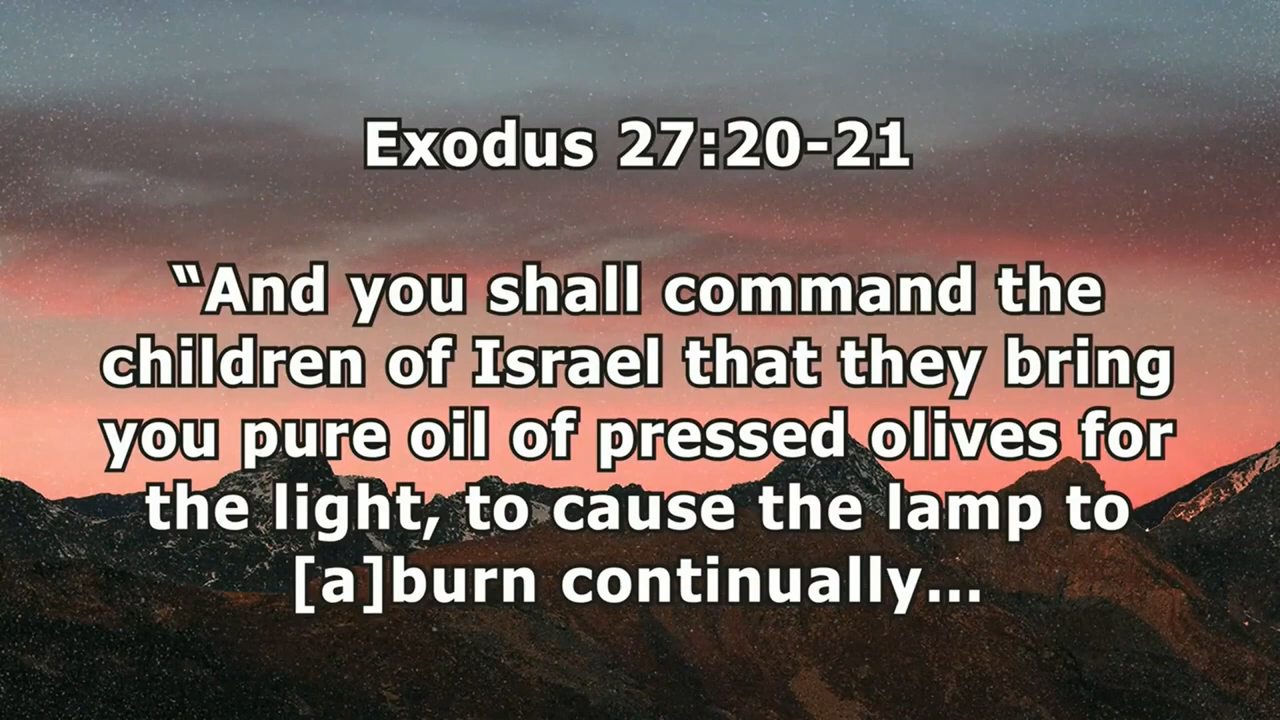 Exodus 27:20-21
“And you shall command the
children of Israel that they bring
you pure oil of pressed olives for
the light, to cause the lamp to
[a]burn continually...